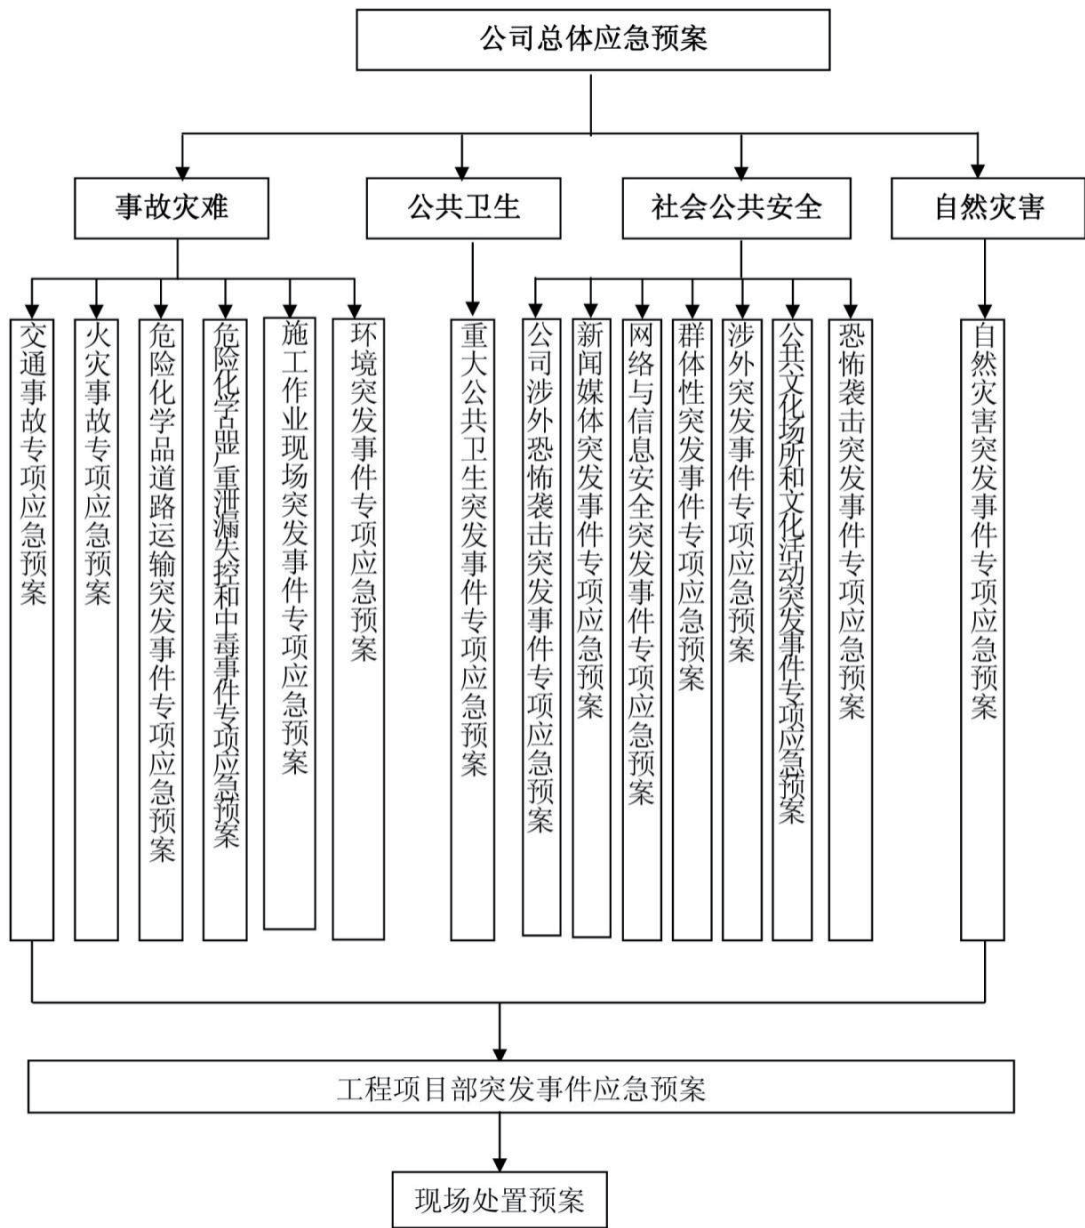 公司总体应急预案
事故灾难
公共卫生
社会公共安全
自然灾害
交通事故专项应急预案
火灾事故专项应急预案
危险化学品道路运输突发事件专项应急预案
危险化学品严重泄漏失控和中毒事件专项应急预案
施工作业现场突发事件专项应急预案
环境突发事件专项应急预案
重大公共卫生突发事件专项应急预案
公司涉外恐怖袭击突发事件专项应急预案
新闻媒体突发事件专项应急预案
网络与信息安全突发事件专项应急预案
群体性突发事件专项应急预案
涉外突发事件专项应急预案
公共文化场所和文化活动突发事件专项应急预案
恐怖袭击突发事件专项应急预案
自然灾害突发事件专项应急预案
工程项目部突发事件应急预案
现场处置预案